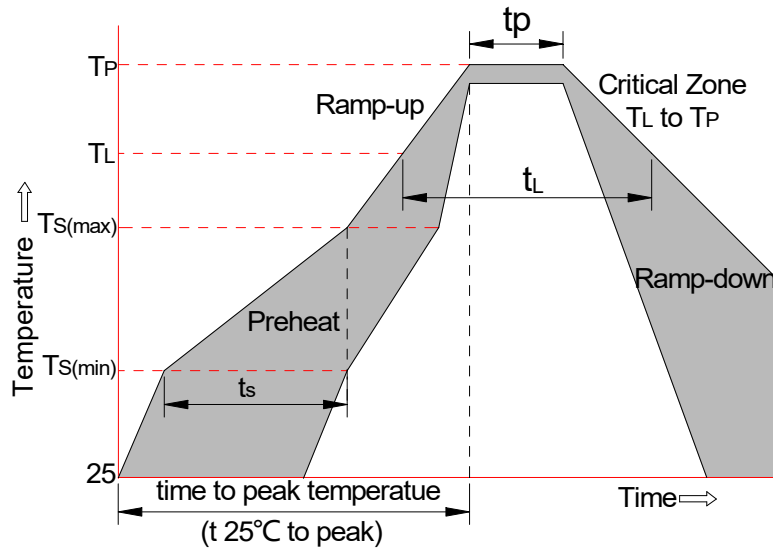 tp
TP
Critical Zone
TL to TP
Ramp-up
TL
tL
TS(max)
Temperature
Ramp-down
Preheat
TS(min)
ts
25
time to peak temperatue
Time
(t 25℃ to peak)